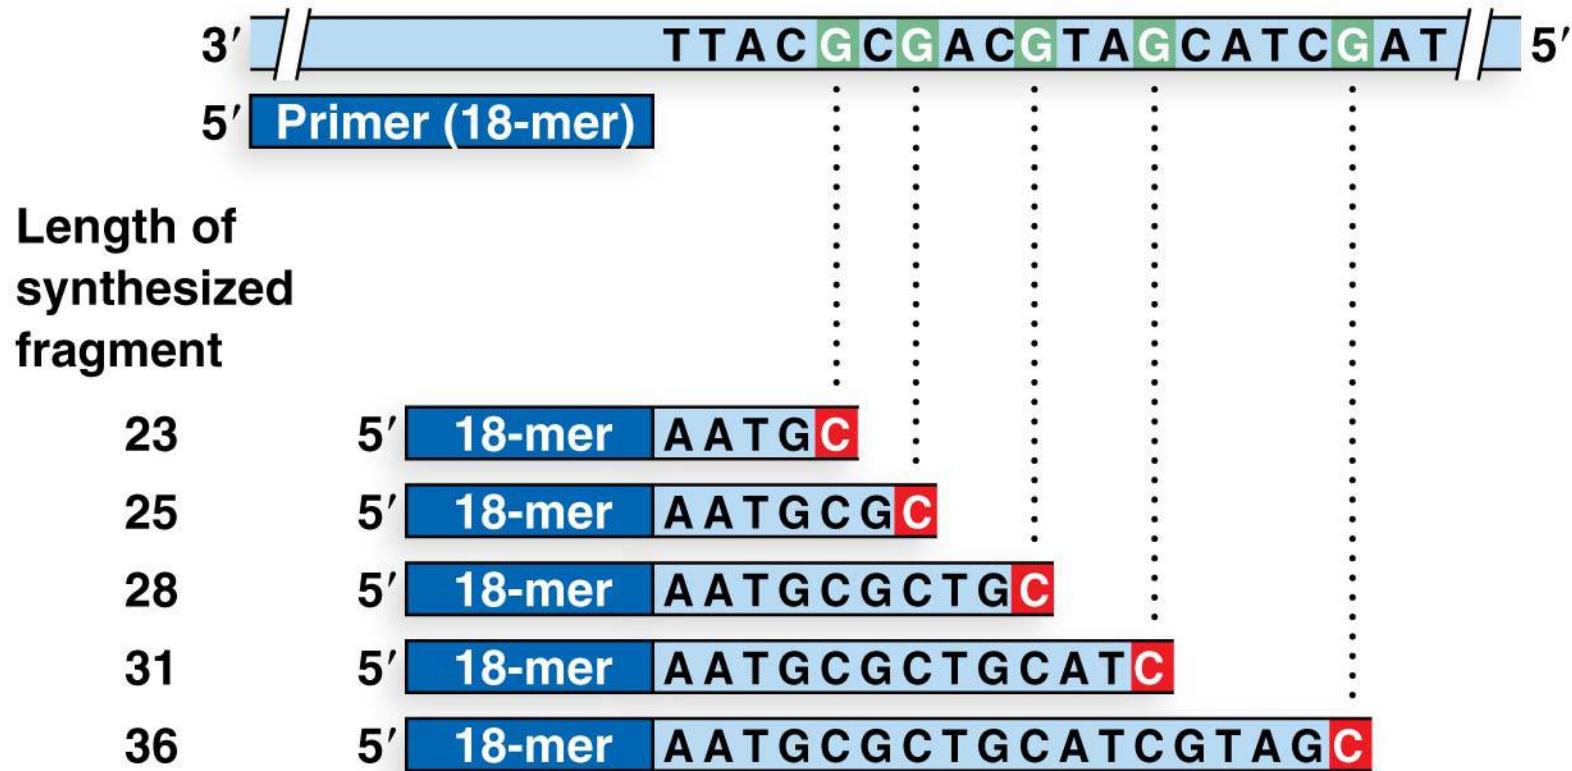 3′ TTACGCGACGTAGCATCGAT 5′
5′ Primer (18-mer)
Length of
synthesized
fragment
23 5′ 18-mer AATGC
25 5′ 18-mer AATGCGC
28 5′ 18-mer AATGCGCTGC
31 5′ 18-mer AATGCGCTGCATC
36 5′ 18-mer AATGCGCTGCATCGTAGC